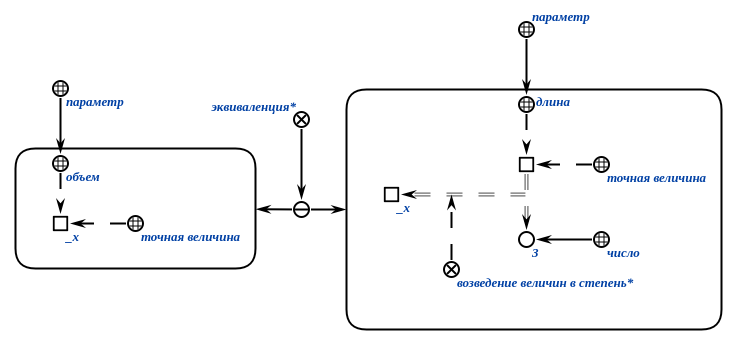 параметр
параметр
эквиваленция*
длина
объем
точная величина
_x
_x
точная величина
3
число
возведение величин в степень*